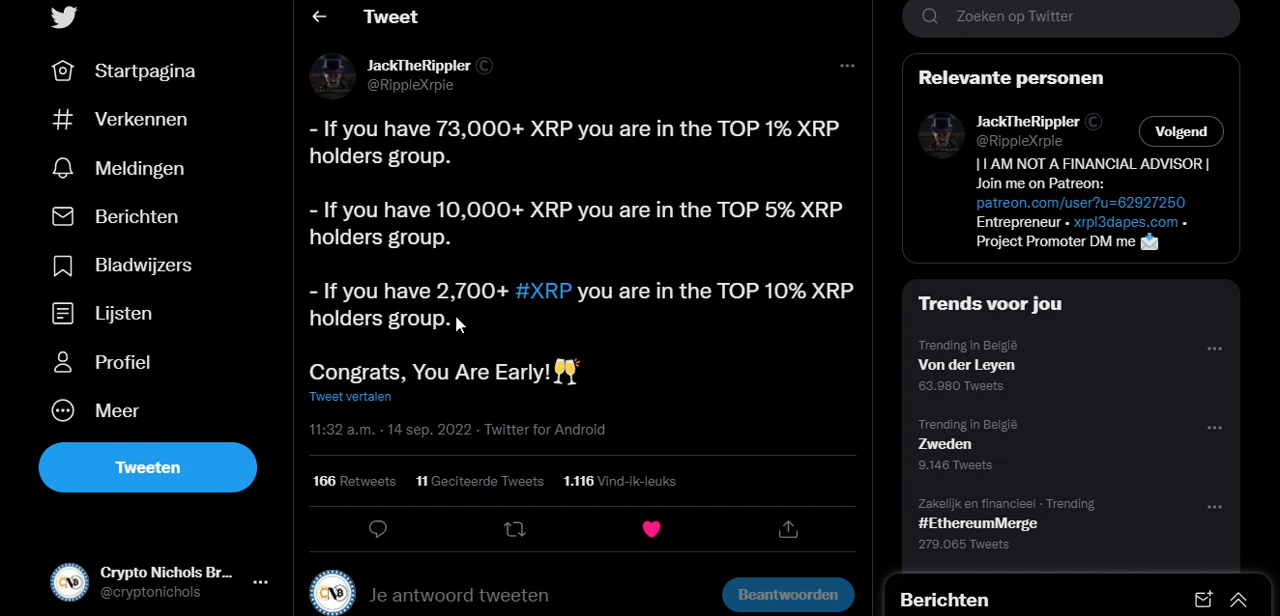 Startpagina
Verkennen
Meldingen
Berichten
Bladwijzers
Lijsten
Profiel
Meer
Tweeten
Crypto Nichols Br...
@cryptonichols
Tweet
JackTheRippler
@RippleXrpie
- If you have 73,000+ XRP you are in the TOP 1% XRP
holders group.
- If you have 10,000+ XRP you are in the TOP 5% XRP
holders group.
- If you have 2,700+ #XRP you are in the TOP 10% XRP
holders group.
Congrats, You Are Early!🥂
Tweet vertalen
11:32 a.m. · 14 sep. 2022 · Twitter for Android
166 Retweets 11 Geciteerde Tweets 1.116 Vind-ik-leuks
CNB
Je antwoord tweeten
Beantwoorden
Zoeken op Twitter
Relevante personen
JackTheRippler
@RippleXrpie
Volgend
| I AM NOT A FINANCIAL ADVISOR |
Join me on Patreon:
patreon.com/user?u=62927250
Entrepreneur • xrpl3dapes.com •
Project Promoter DM me 📩
Trends voor jou
Trending in België
Von der Leyen
63.980 Tweets
Trending in België
Zweden
9.146 Tweets
Zakelijk en financieel · Trending
#EthereumMerge
279.065 Tweets
Berichten